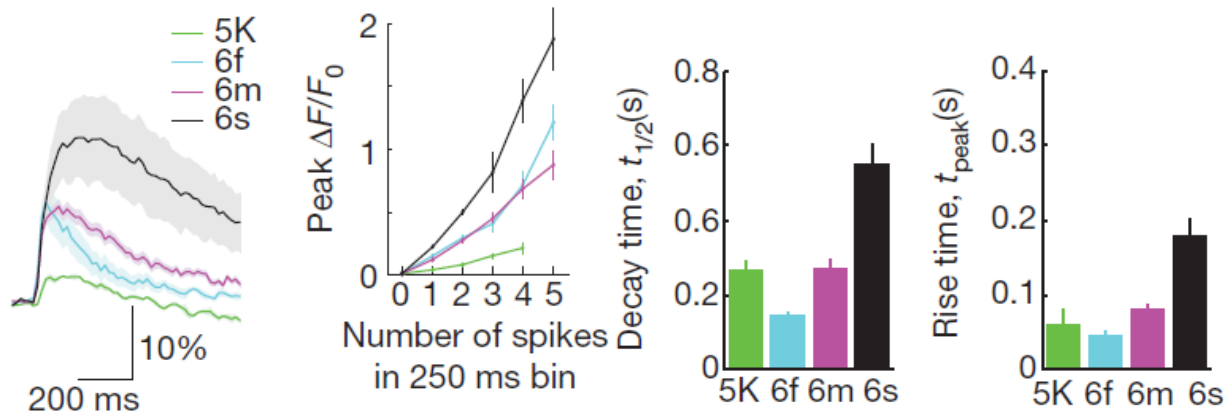 5K
6f
6m
6s
10%
200 ms
Peak ΔF/F0
2
1
0
0 1 2 3 4 5
Number of spikes
in 250 ms bin
Decay time, t1/2(s)
0.8
0.6
0.6
0.2
0
5K 6f 6m 6s
Rise time, tpeak(s)
0.4
0.3
0.2
0.1
0
5K 6f 6m 6s